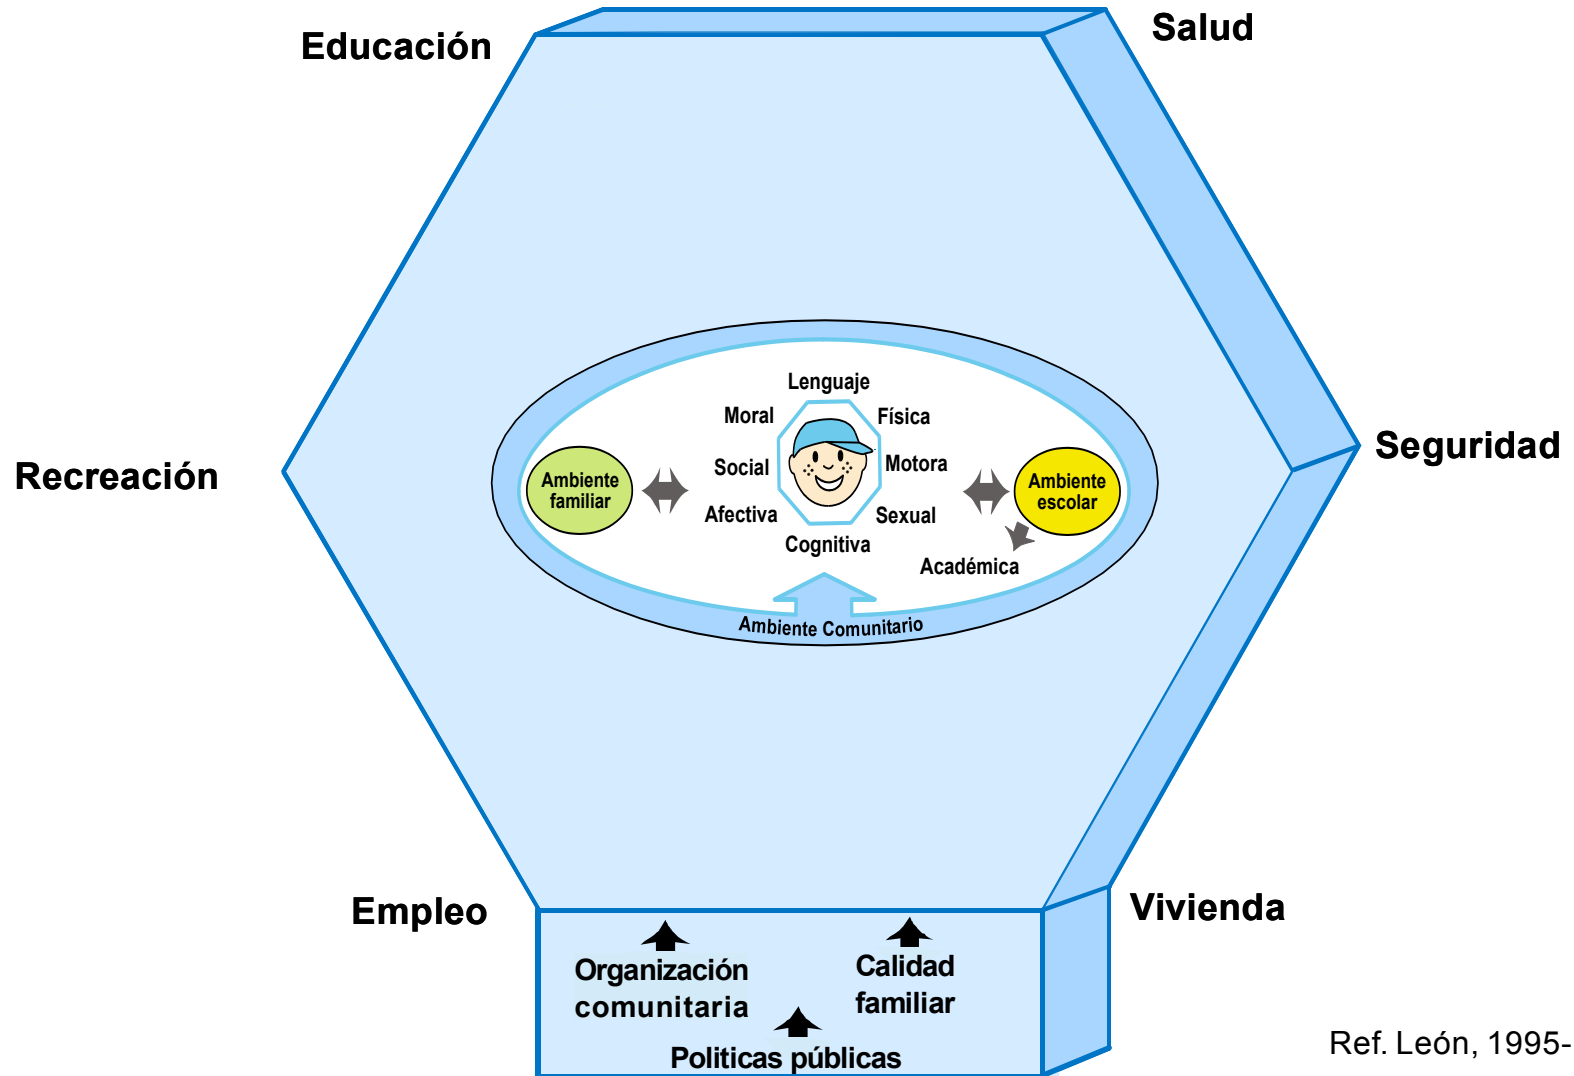 Educación
Salud
Recreación
Seguridad
Lenguaje
Moral
Física
Social
Motora
Afectiva
Sexual
Cognitiva
Ambiente
familiar
Ambiente
escolar
Académica
Ambiente Comunitario
Empleo
Vivienda
Organización
comunitaria
Calidad
familiar
Politicas públicas
Ref. León, 1995-